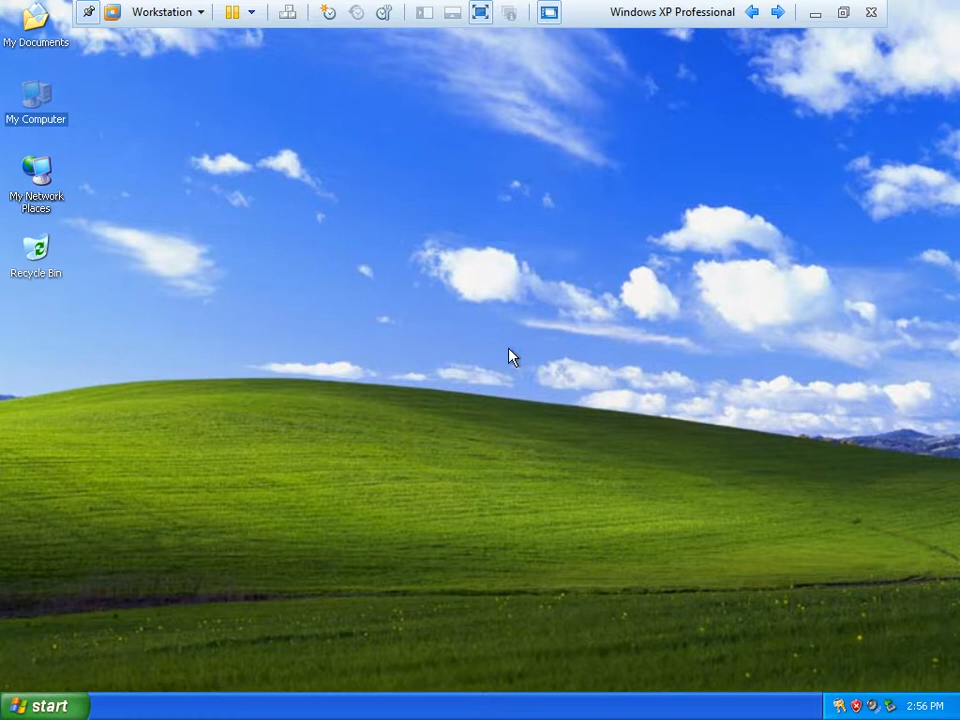 Workstation
Windows XP Professional
My Documents
My Computer
My Network
Places
Recycle Bin
start
2:56 PM